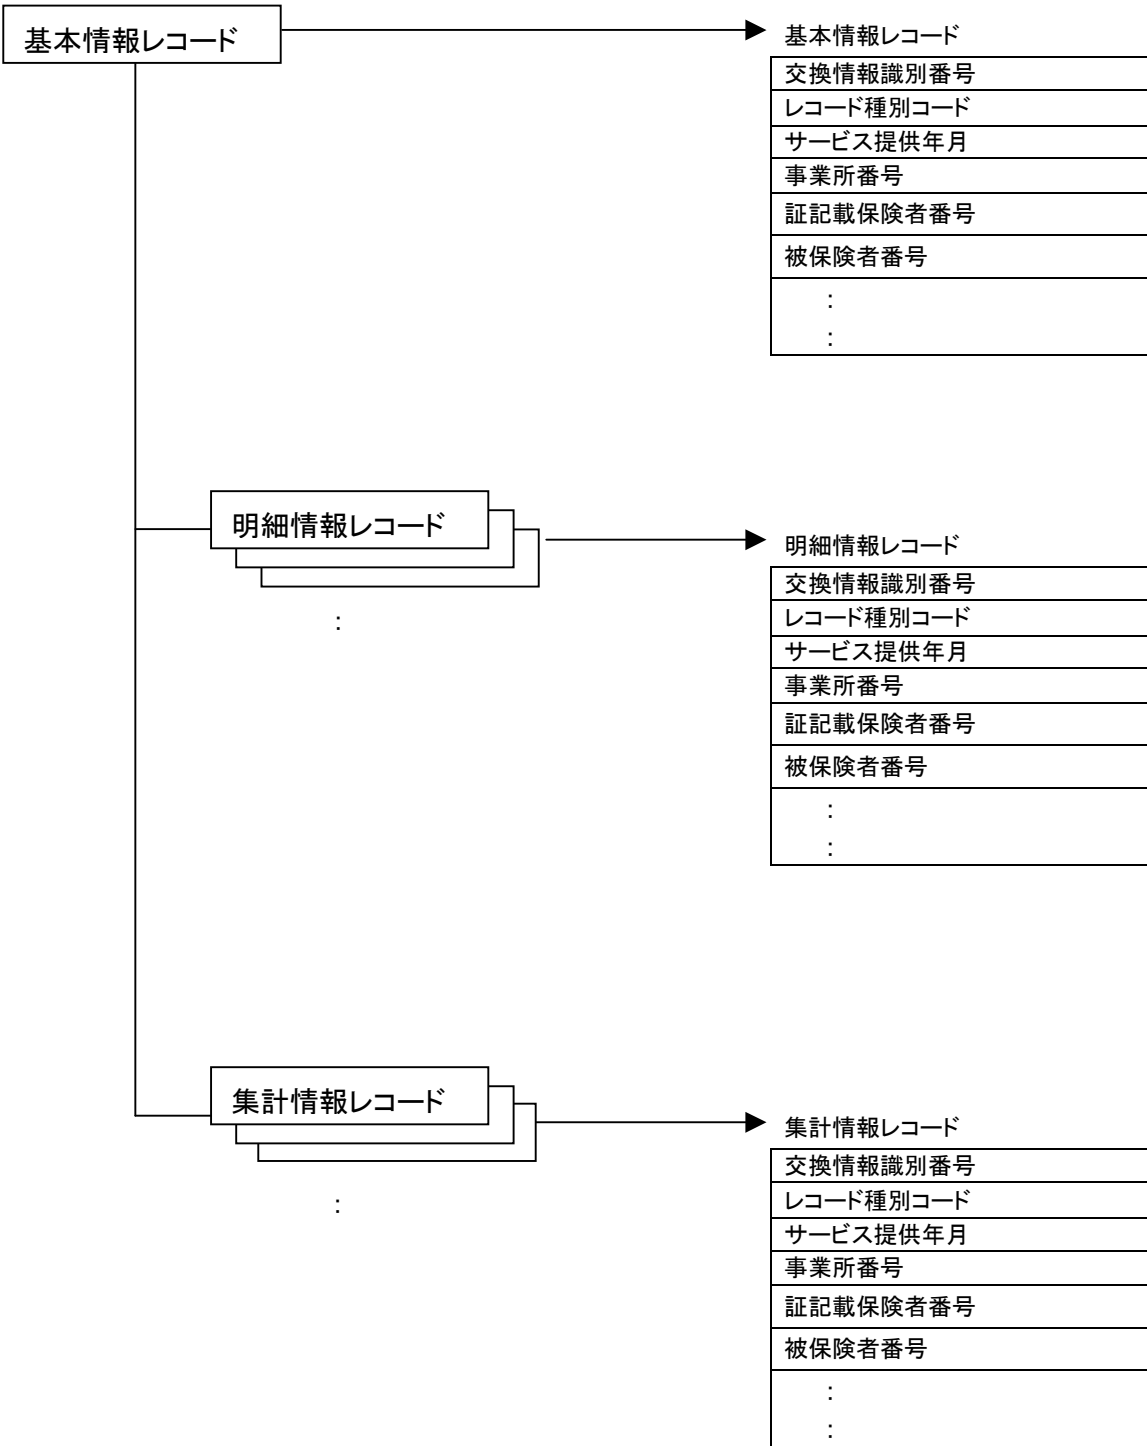 基本情報レコード
基本情報レコード
交換情報識別番号
レコード種別コード
サービス提供年月
事業所番号
証記載保険者番号
被保険者番号
：
：
明細情報レコード
：
明細情報レコード
交換情報識別番号
レコード種別コード
サービス提供年月
事業所番号
証記載保険者番号
被保険者番号
：
：
集計情報レコード
：
集計情報レコード
交換情報識別番号
レコード種別コード
サービス提供年月
事業所番号
証記載保険者番号
被保険者番号
：
：